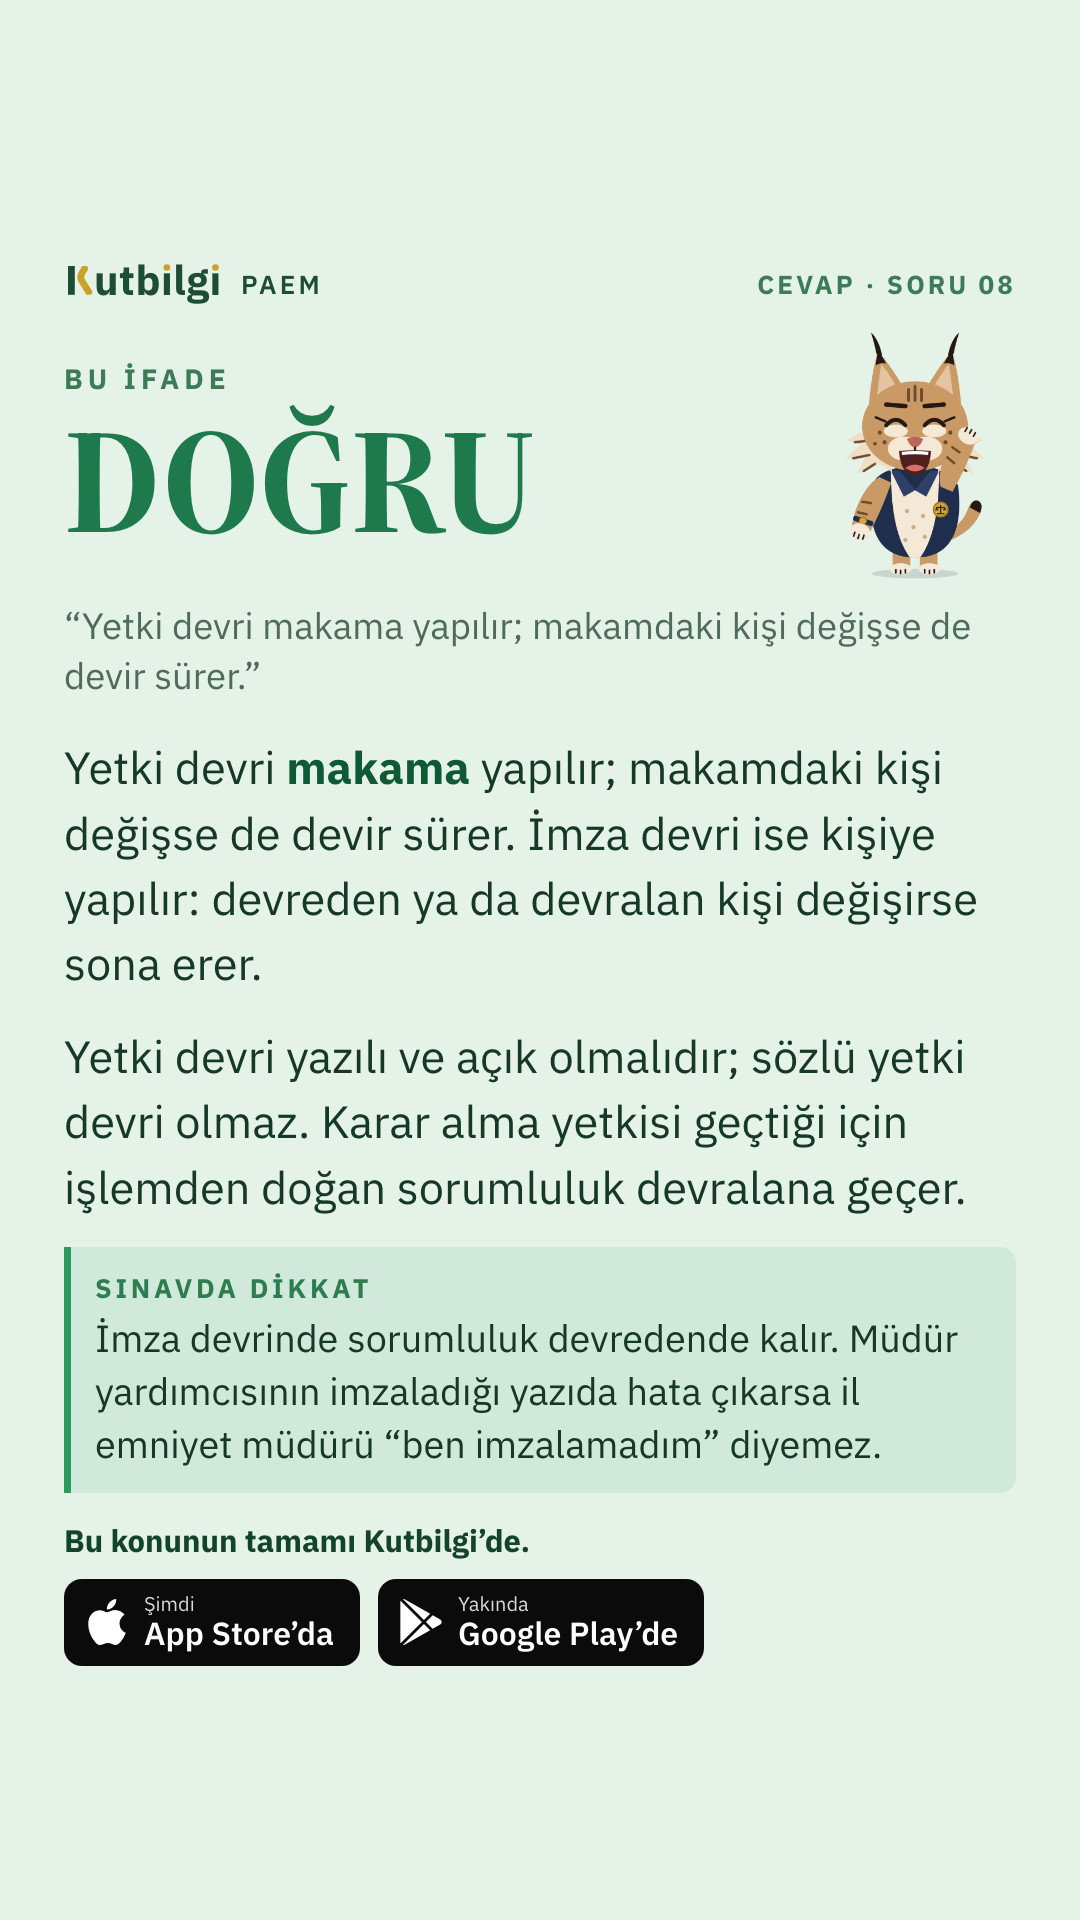 Kutbilgi PAEM
CEVAP · SORU 08
BU İFADE
DOĞRU
“Yetki devri makama yapılır; makamdaki kişi değişse de
devir sürer.”
Yetki devri makama yapılır; makamdaki kişi
değişse de devir sürer. İmza devri ise kişiye
yapılır: devreden ya da devralan kişi değişirse
sona erer.
Yetki devri yazılı ve açık olmalıdır; sözlü yetki
devri olmaz. Karar alma yetkisi geçtiği için
işlemden doğan sorumluluk devralana geçer.
SINAVDA DİKKAT
İmza devrinde sorumluluk devredende kalır. Müdür
yardımcısının imzaladığı yazıda hata çıkarsa il
emniyet müdürü “ben imzalamadım” diyemez.
Bu konunun tamamı Kutbilgi’de.
Şimdi
App Store’da
Yakında
Google Play’de